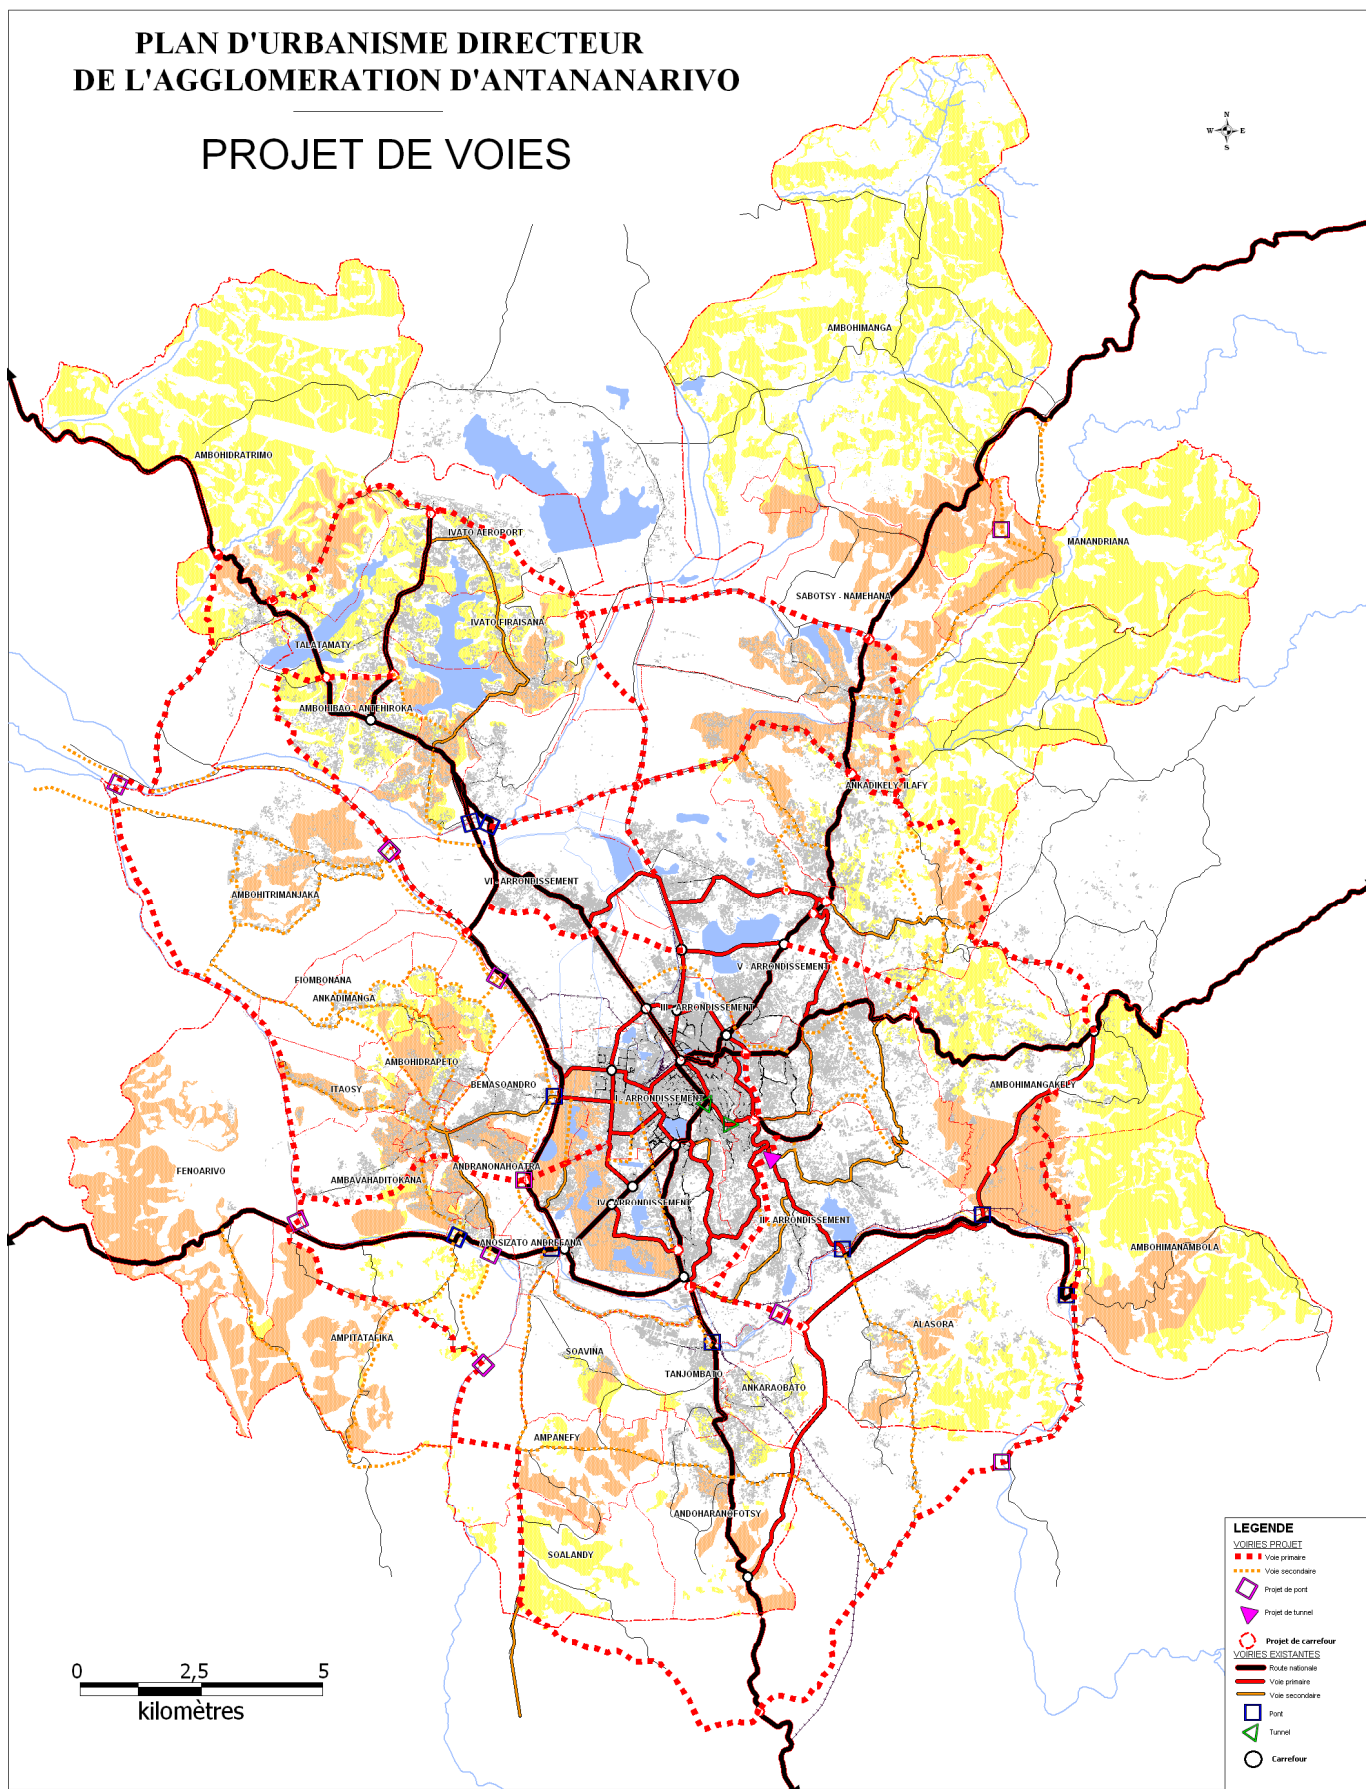 PLAN D'URBANISME DIRECTEUR
DE L'AGGLOMERATION D'ANTANANARIVO
PROJET DE VOIES
N
W E
S
AMBOHIMANGA
AMBOHIDRATRIMO
IVATO AEROPORT
MANANDRIANA
SABOTSY - NAMEHANA
IVATO FIRAISANA
TALATAMATY
AMBOHIBAO - ANTEHIROKA
ANKADIKELY-ILAFY
VI - ARRONDISSEMENT
AMBOHITRIMANJAKA
V - ARRONDISSEMENT
FIOMBONANA
ANKADIMANGA
III - ARRONDISSEMENT
AMBOHIDRAPETO
ITAOSY
BEMASOANDRO
AMBOHIMANGAKELY
I - ARRONDISSEMENT
FENOARIVO
ANDRANONAHOATRA
AMBAVAHADITOKANA
IV - ARRONDISSEMENT
II - ARRONDISSEMENT
ANOSIZATO ANDREFANA
AMBOHIMANAMBOLA
AMPITATAFIKA
ALASORA
SOAVINA
TANJOMBATO
ANKARAOBATO
AMPANEFY
ANDOHARANOFOTSY
SOALANDY
LEGENDE
VOIRIES PROJET
Voie primaire
Voie secondaire
Projet de pont
Projet de tunnel
Projet de carrefour
VOIRIES EXISTANTES
Route nationale
Voie primaire
Voie secondaire
Pont
Tunnel
Carrefour
0 2,5 5
kilomètres